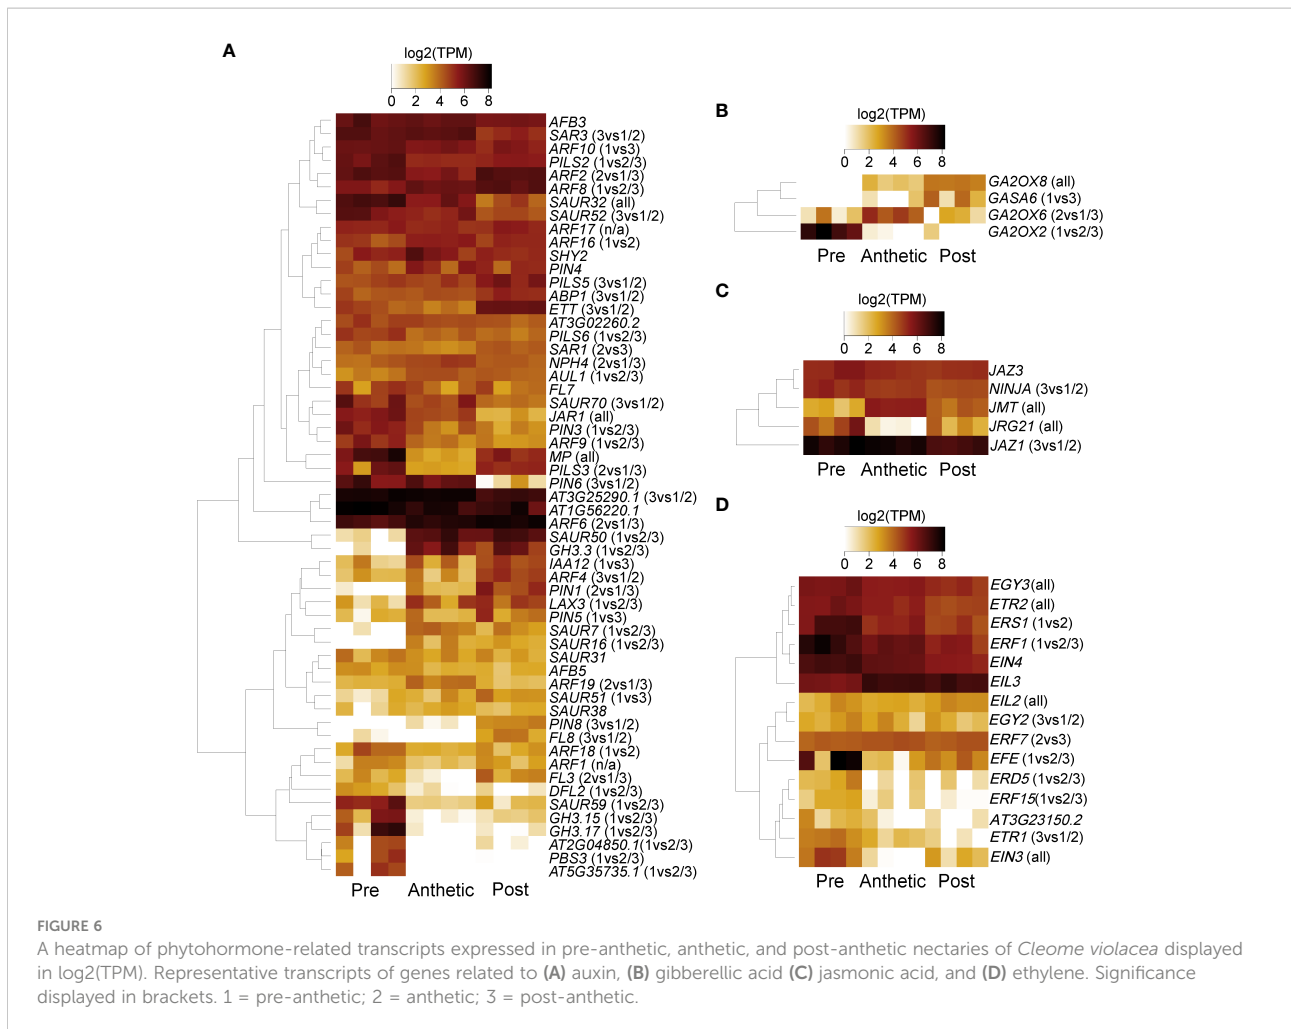 A
log2(TPM)
0 2 4 6 8
AFB3
SAR3 (3vs1/2)
ARF10 (1vs3)
PILS2 (1vs2/3)
ARF2 (2vs1/3)
ARF8 (1vs2/3)
SAUR32 (all)
SAUR52 (3vs1/2)
ARF17 (n/a)
ARF16 (1vs2)
SHY2
PIN4
PILS5 (3vs1/2)
ABP1 (3vs1/2)
ETT (3vs1/2)
AT3G02260.2
PILS6 (1vs2/3)
SAR1 (2vs3)
NPH4 (2vs1/3)
AUL1 (1vs2/3)
FL7
SAUR70 (3vs1/2)
JAR1 (all)
PIN3 (1vs2/3)
ARF9 (1vs2/3)
MP (all)
PILS3 (2vs1/3)
PIN6 (3vs1/2)
AT3G25290.1 (3vs1/2)
AT1G56220.1
ARF6 (2vs1/3)
SAUR50 (1vs2/3)
GH3.3 (1vs2/3)
IAA12 (1vs3)
ARF4 (3vs1/2)
PIN1 (2vs1/3)
LAX3 (1vs2/3)
PIN5 (1vs3)
SAUR7 (1vs2/3)
SAUR16 (1vs2/3)
SAUR31
AFB5
ARF19 (2vs1/3)
SAUR51 (1vs3)
SAUR38
PIN8 (3vs1/2)
FL8 (3vs1/2)
ARF18 (1vs2)
ARF1 (n/a)
FL3 (2vs1/3)
DFL2 (1vs2/3)
SAUR59 (1vs2/3)
GH3.15 (1vs2/3)
GH3.17 (1vs2/3)
AT2G04850.1(1vs2/3)
PBS3 (1vs2/3)
AT5G35735.1 (1vs2/3)
Pre Anthetic Post
B
log2(TPM)
0 2 4 6 8
GA2OX8 (all)
GASA6 (1vs3)
GA2OX6 (2vs1/3)
GA2OX2 (1vs2/3)
Pre Anthetic Post
C
log2(TPM)
0 2 4 6 8
JAZ3
NINJA (3vs1/2)
JMT (all)
JRG21 (all)
JAZ1 (3vs1/2)
Pre Anthetic Post
D
log2(TPM)
0 2 4 6 8
EGY3(all)
ETR2 (all)
ERS1 (1vs2)
ERF1 (1vs2/3)
EIN4
EIL3
EIL2 (all)
EGY2 (3vs1/2)
ERF7 (2vs3)
EFE (1vs2/3)
ERD5 (1vs2/3)
ERF15(1vs2/3)
AT3G23150.2
ETR1 (3vs1/2)
EIN3 (all)
Pre Anthetic Post
FIGURE 6
A heatmap of phytohormone-related transcripts expressed in pre-anthetic, anthetic, and post-anthetic nectaries of Cleome violacea displayed
in log2(TPM). Representative transcripts of genes related to (A) auxin, (B) gibberellic acid (C) jasmonic acid, and (D) ethylene. Significance
displayed in brackets. 1 = pre-anthetic; 2 = anthetic; 3 = post-anthetic.